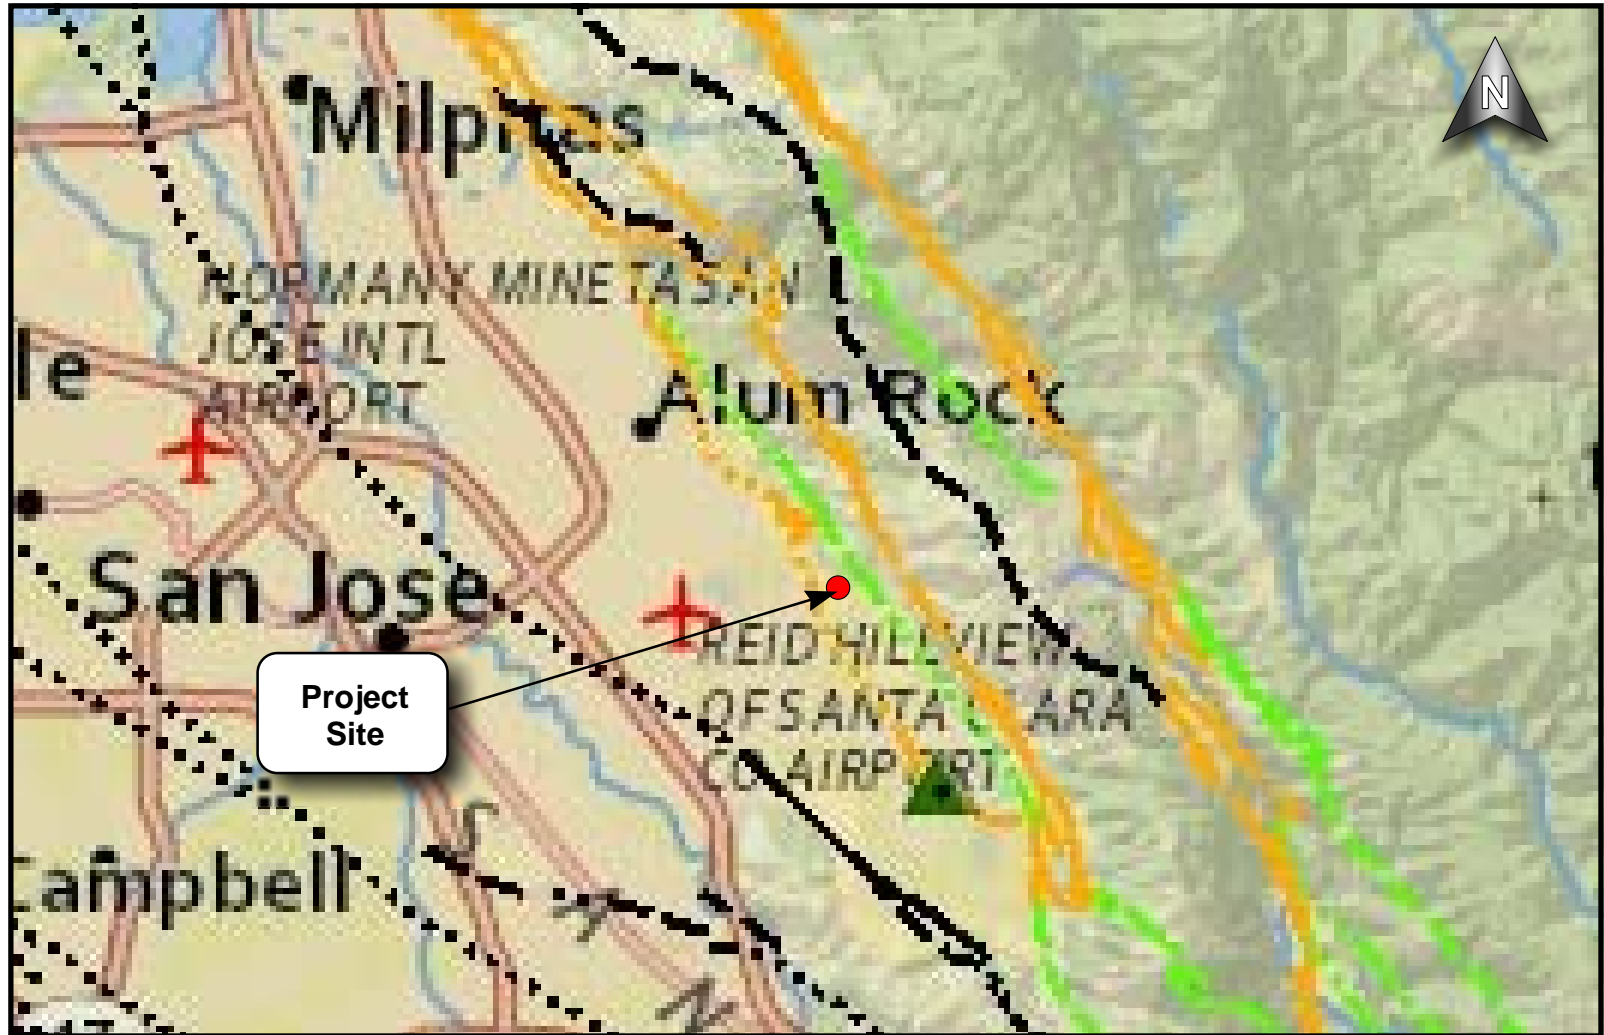 N
Milpitas
NORMAN Y MINETA SAN
JOSE INTL
AIRPORT
le
Alum Rock
San Jose
REID HILLVIEW
OF SANTA CLARA
CO AIRPORT
Project
Site
Campbell